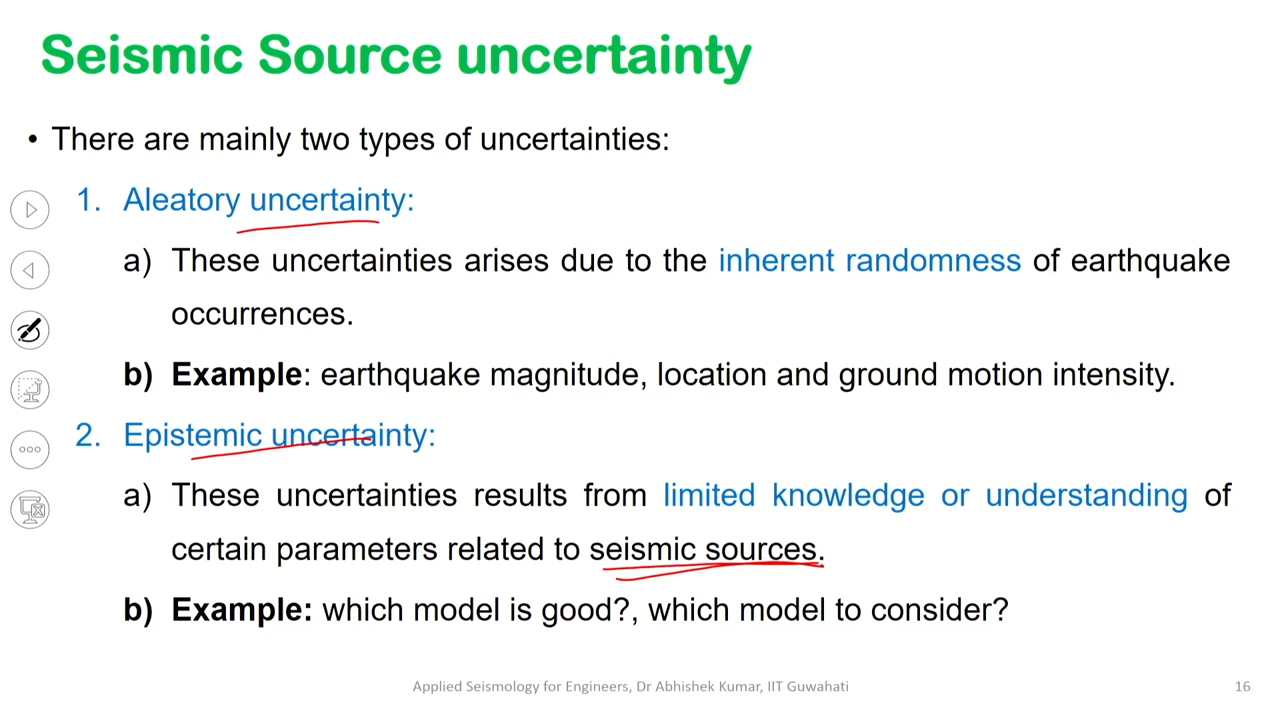 Seismic Source uncertainty
• There are mainly two types of uncertainties:
1. Aleatory uncertainty:
a) These uncertainties arises due to the inherent randomness of earthquake
occurrences.
b) Example: earthquake magnitude, location and ground motion intensity.
2. Epistemic uncertainty:
a) These uncertainties results from limited knowledge or understanding of
certain parameters related to seismic sources.
b) Example: which model is good?, which model to consider?
Applied Seismology for Engineers, Dr Abhishek Kumar, IIT Guwahati
16